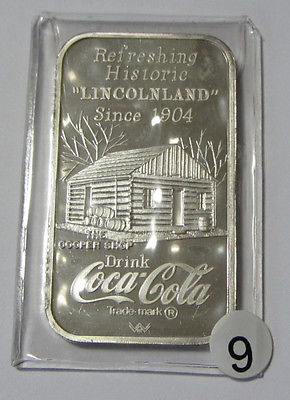 Refreshing
Historic
"LINCOLNLAND"
Since 1904
THE
COOPER SHOP
Drink
Coca-Cola
Trade-mark ®
W
9